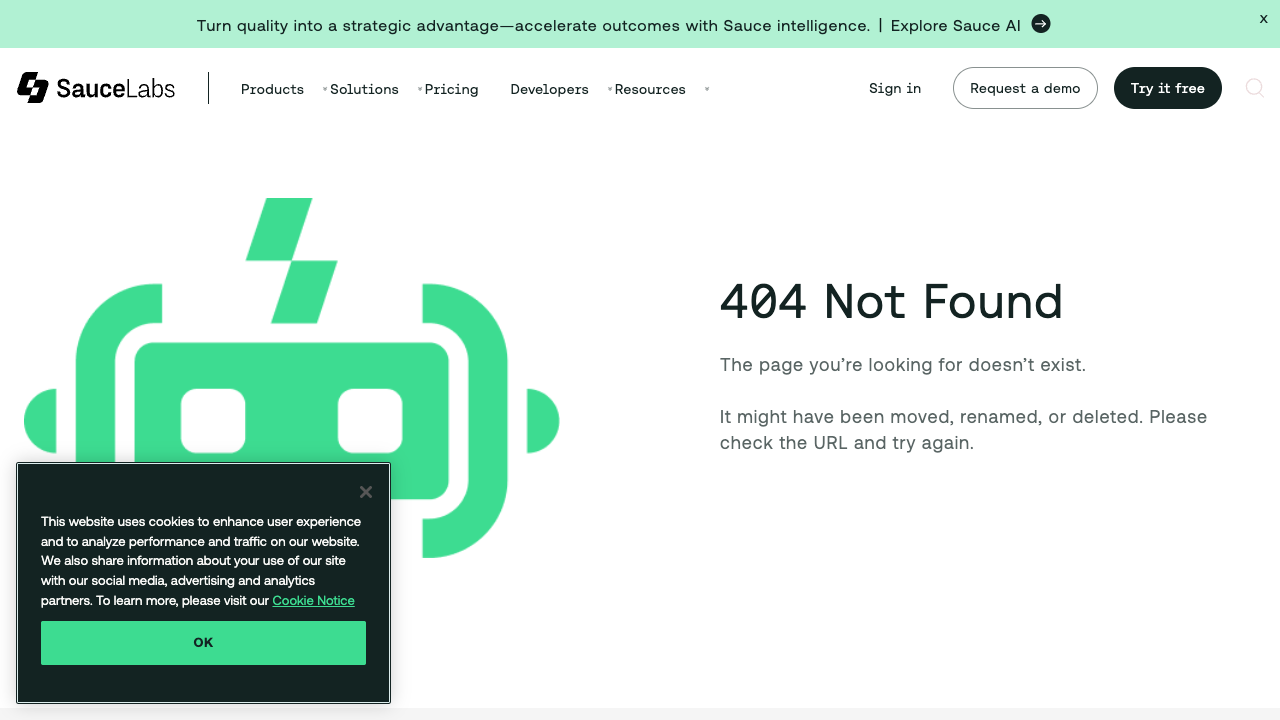 Turn quality into a strategic advantage—accelerate outcomes with Sauce intelligence. | Explore Sauce AI
x
SauceLabs
Products Solutions Pricing Developers Resources
Sign in Request a demo Try it free
404 Not Found
The page you’re looking for doesn’t exist.
It might have been moved, renamed, or deleted. Please
check the URL and try again.
This website uses cookies to enhance user experience
and to analyze performance and traffic on our website.
We also share information about your use of our site
with our social media, advertising and analytics
partners. To learn more, please visit our Cookie Notice
OK